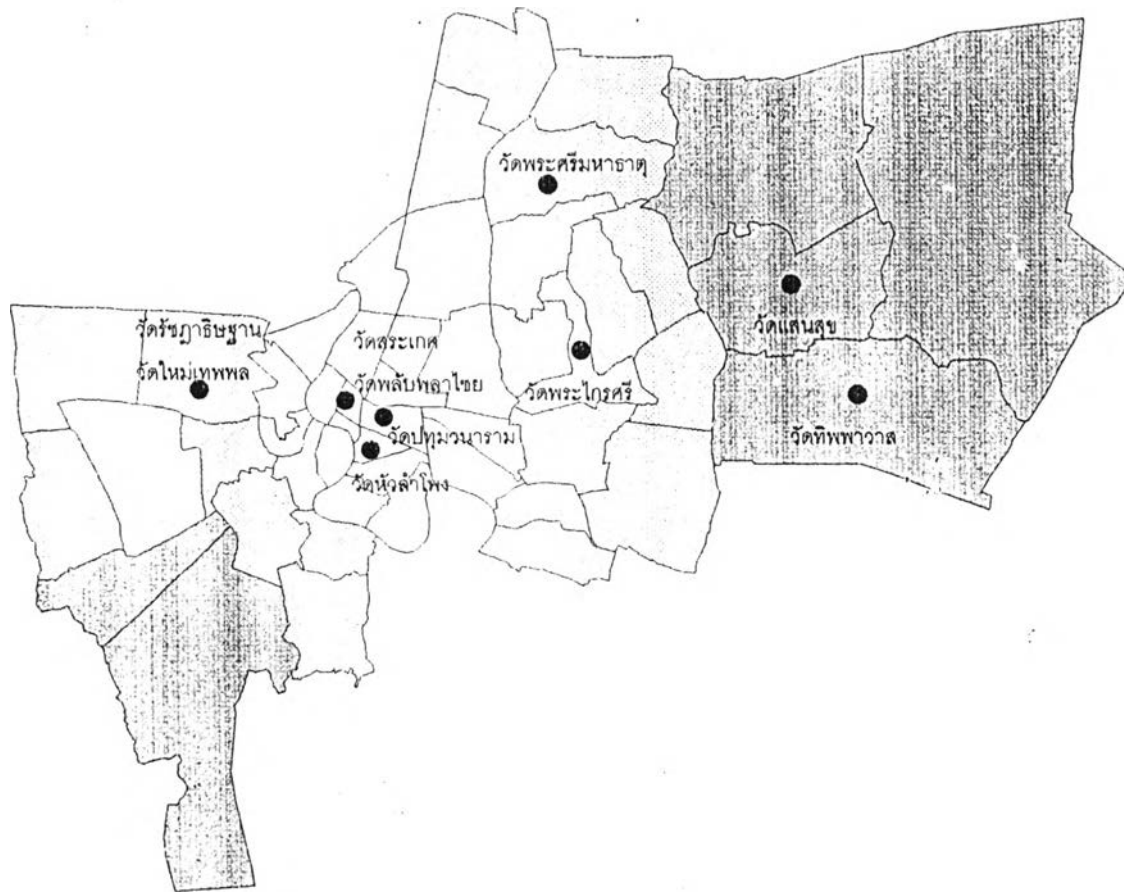 วัดพระศรีมหาธาตุ
วัดแสนสุข
วัดรัชฎาธิษฐาน
วัดสระเกศ
วัดใหม่เทพพล
วัดพลับพลาไชย
วัดพระไกรศรี
วัดปทุมวนาราม
วัดทิพพาวาส
วัดหัวลำโพง